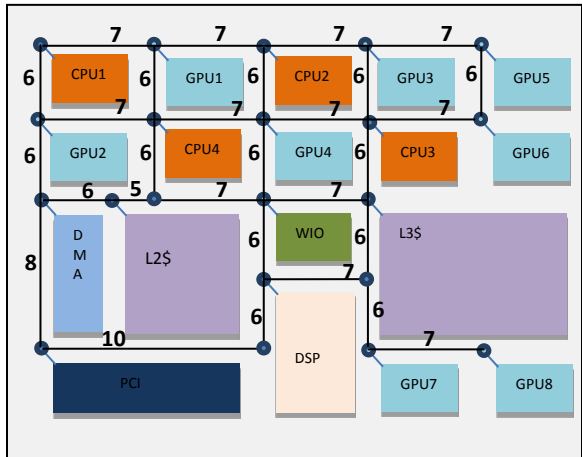 7 7 7 7
6 CPU1 6 GPU1 6 CPU2 6 GPU3 6 GPU5
7 7 7
6 GPU2 6 CPU4 6 GPU4 6 CPU3 GPU6
6 5 7 7
D
M
A
L2$
WIO
L3$
8 6 6
7
6 6
10 7
PCI
DSP
GPU7
GPU8